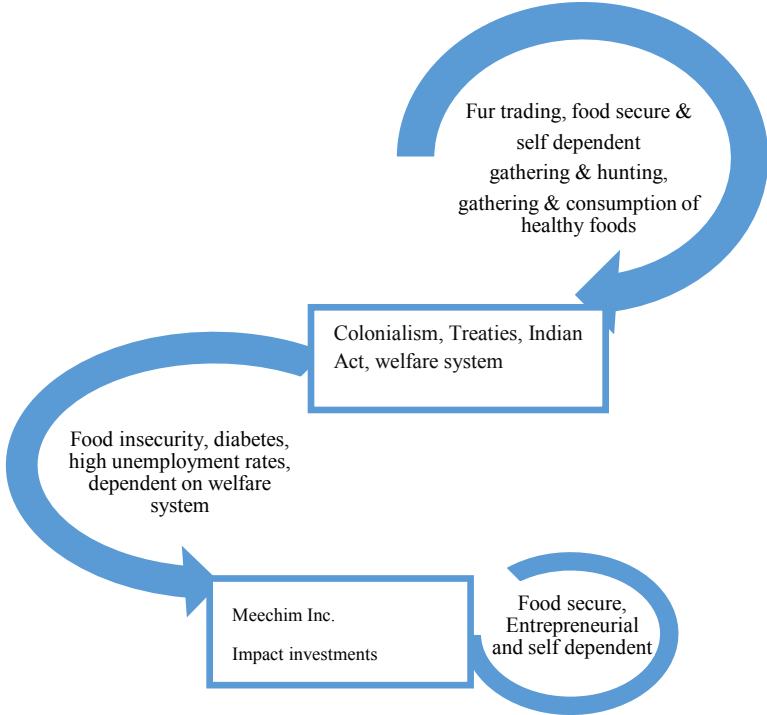 Fur trading, food secure &
self dependent
gathering & hunting,
gathering & consumption of
healthy foods
Colonialism, Treaties, Indian
Act, welfare system
Food insecurity, diabetes,
high unemployment rates,
dependent on welfare
system
Meechim Inc.
Impact investments
Food secure,
Entrepreneurial
and self dependent